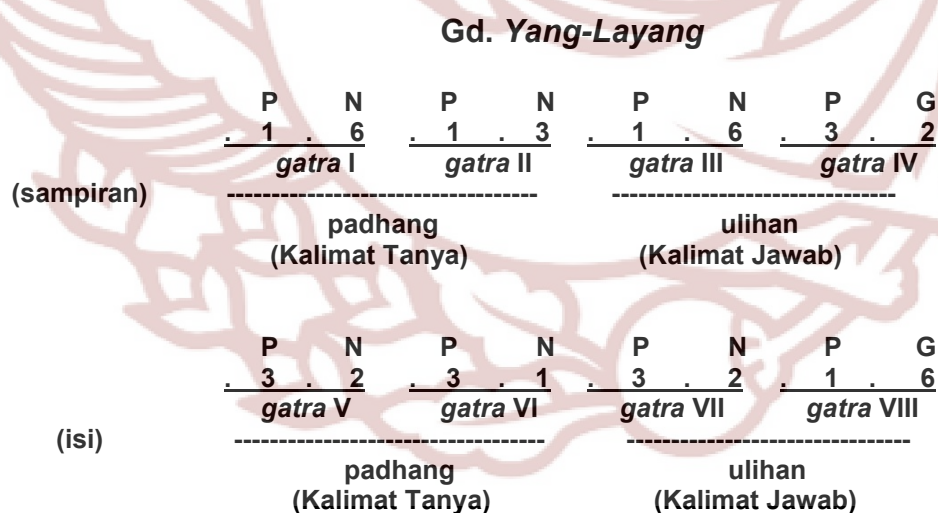 Gd. Yang-Layang
P N P N P N P G
. 1 . 6 . 1 . 3 . 1 . 6 . 3 . 2
gatra I gatra II gatra III gatra IV
(sampiran) ---------------------------------- -------------------------------
padhang ulihan
(Kalimat Tanya) (Kalimat Jawab)
P N P N P N P G
. 3 . 2 . 3 . 1 . 3 . 2 . 1 . 6
gatra V gatra VI gatra VII gatra VIII
(isi) ---------------------------------- -------------------------------
padhang ulihan
(Kalimat Tanya) (Kalimat Jawab)